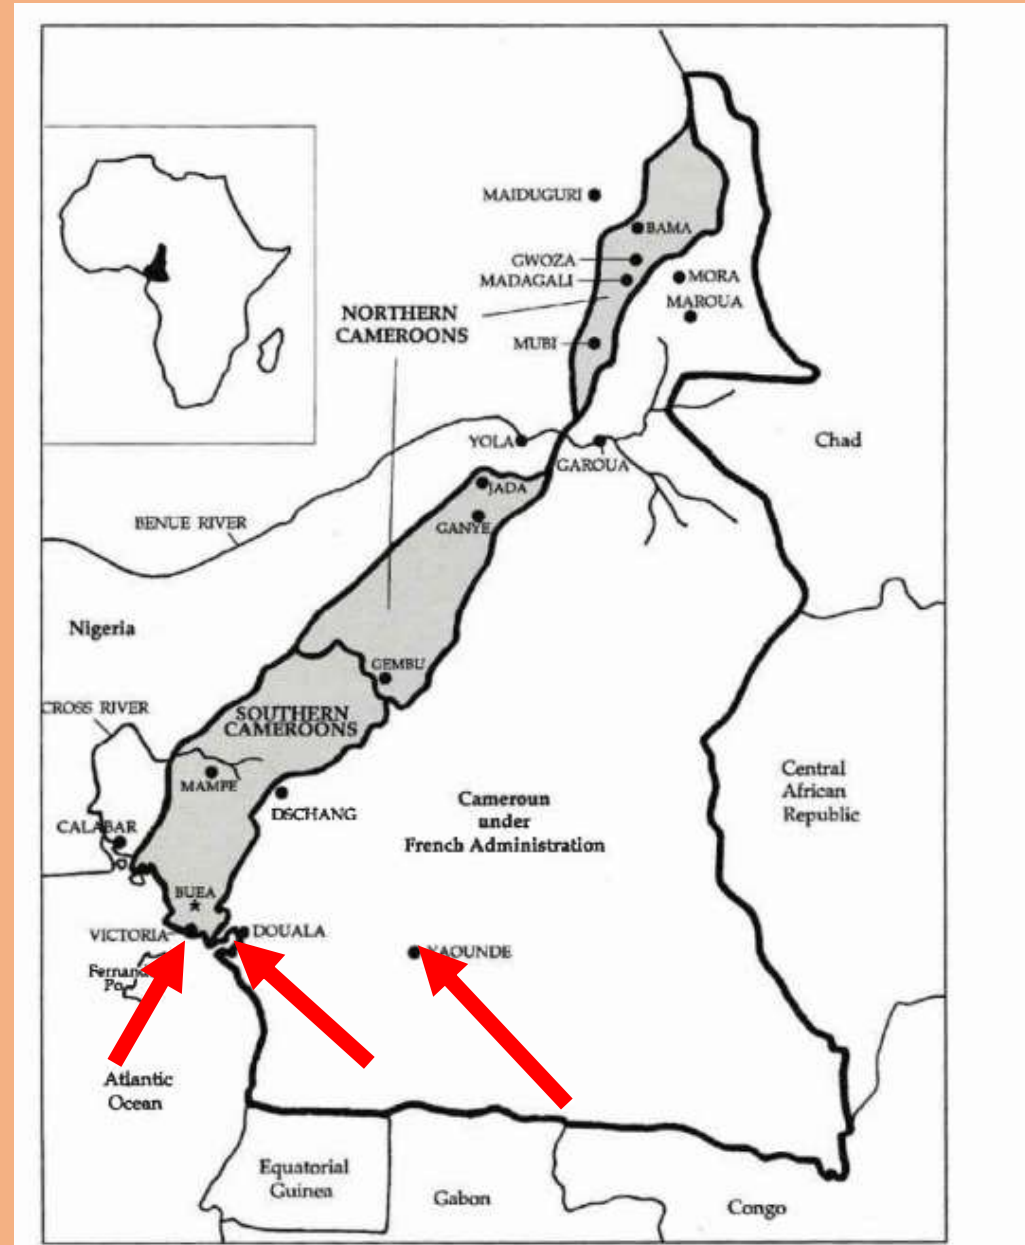 MAIDUGURI
BAMA
GWOZA
MADAGALI
MORA
MAROUA
NORTHERN
CAMEROONS
MUBI
YOLA
GAROUA
Chad
JADA
GANYE
BENUE RIVER
Nigeria
GEMBU
CROSS RIVER
SOUTHERN
CAMEROONS
MAMFE
DSCHANG
Central
African
Republic
Cameroun
under
French Administration
CALABAR
BUEA
VICTORIA
DOUALA
YAOUNDE
Po
Atlantic
Ocean
Equatorial
Guinea
Gabon
Congo